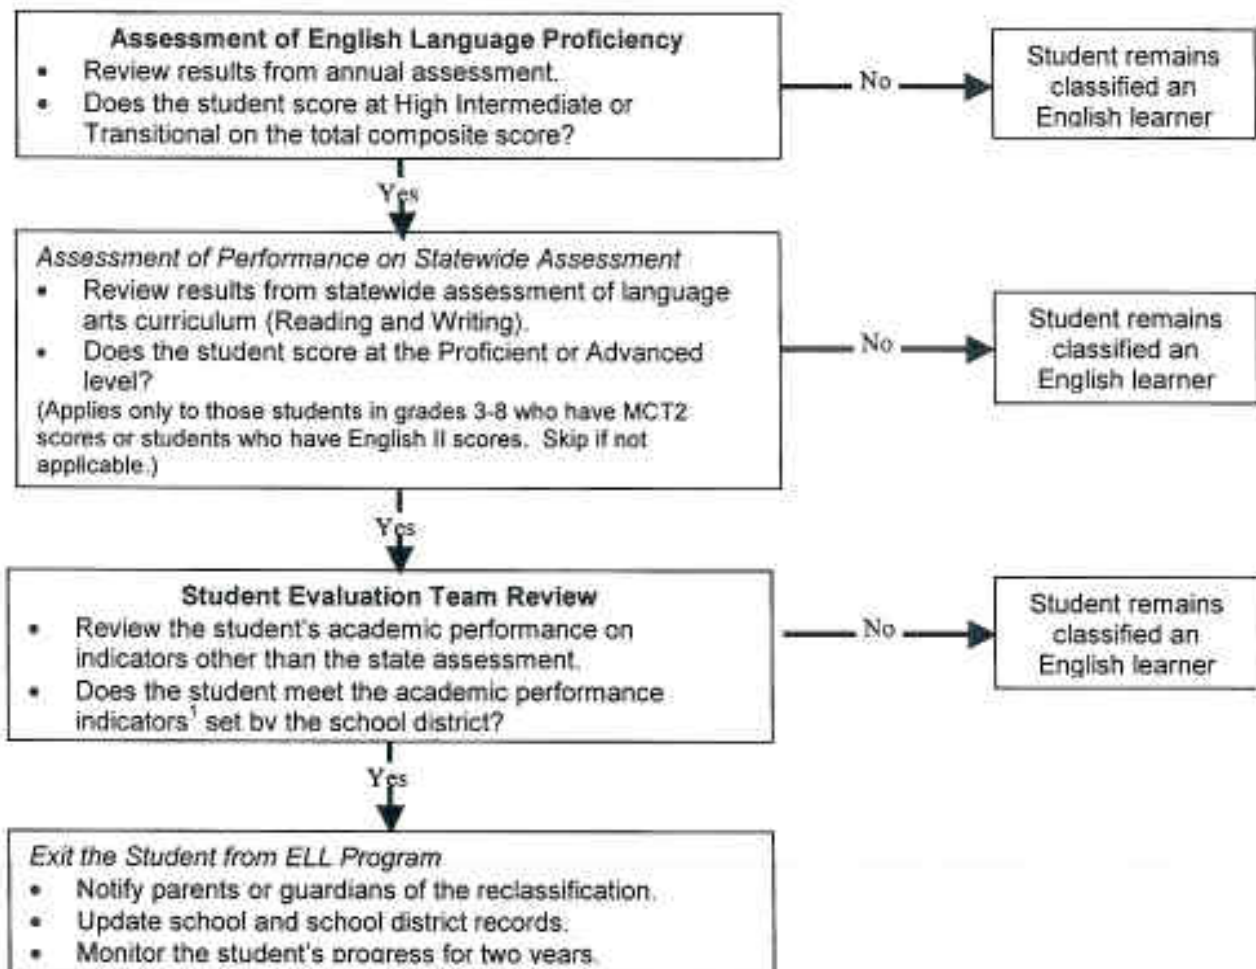 Assessment of English Language Proficiency
• Review results from annual assessment.
• Does the student score at High Intermediate or
Transitional on the total composite score?
No
Student remains
classified an
English learner
Yes
Assessment of Performance on Statewide Assessment
• Review results from statewide assessment of language
arts curriculum (Reading and Writing).
• Does the student score at the Proficient or Advanced
level?
(Applies only to those students in grades 3-8 who have MCT2
scores or students who have English II scores. Skip if not
applicable.)
No
Student remains
classified an
English learner
Yes
Student Evaluation Team Review
• Review the student's academic performance on
indicators other than the state assessment.
• Does the student meet the academic performance
indicators¹ set by the school district?
No
Student remains
classified an
English learner
Yes
Exit the Student from ELL Program
• Notify parents or guardians of the reclassification.
• Update school and school district records.
• Monitor the student's progress for two years.